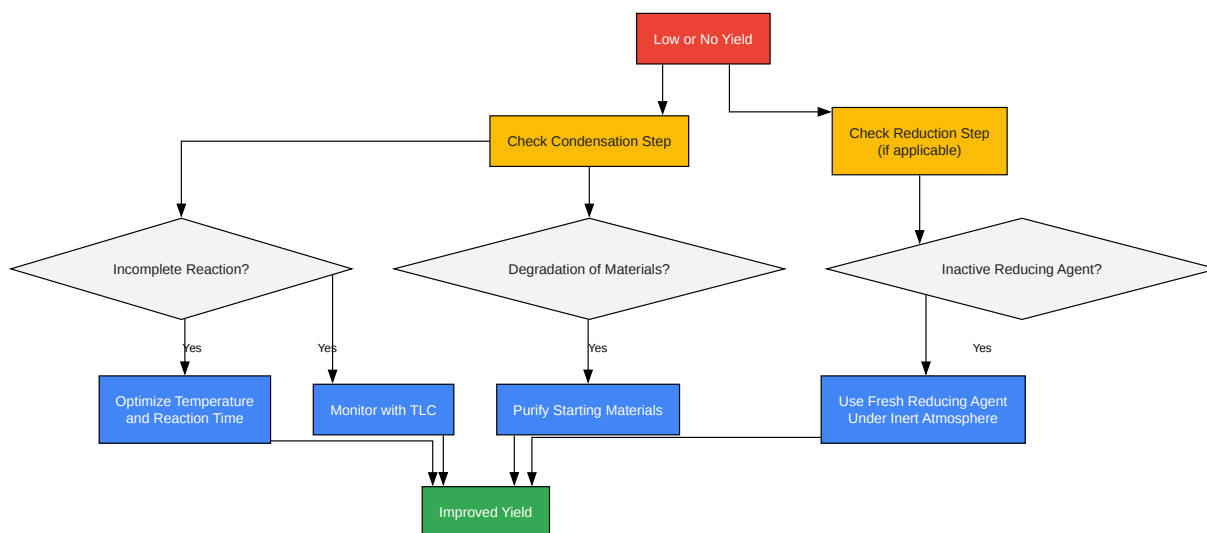 Low or No Yield
Check Condensation Step
Check Reduction Step
(if applicable)
Incomplete Reaction?
Degradation of Materials?
Inactive Reducing Agent?
Yes
Yes
Yes
Yes
Optimize Temperature
and Reaction Time
Monitor with TLC
Purify Starting Materials
Use Fresh Reducing Agent
Under Inert Atmosphere
Improved Yield